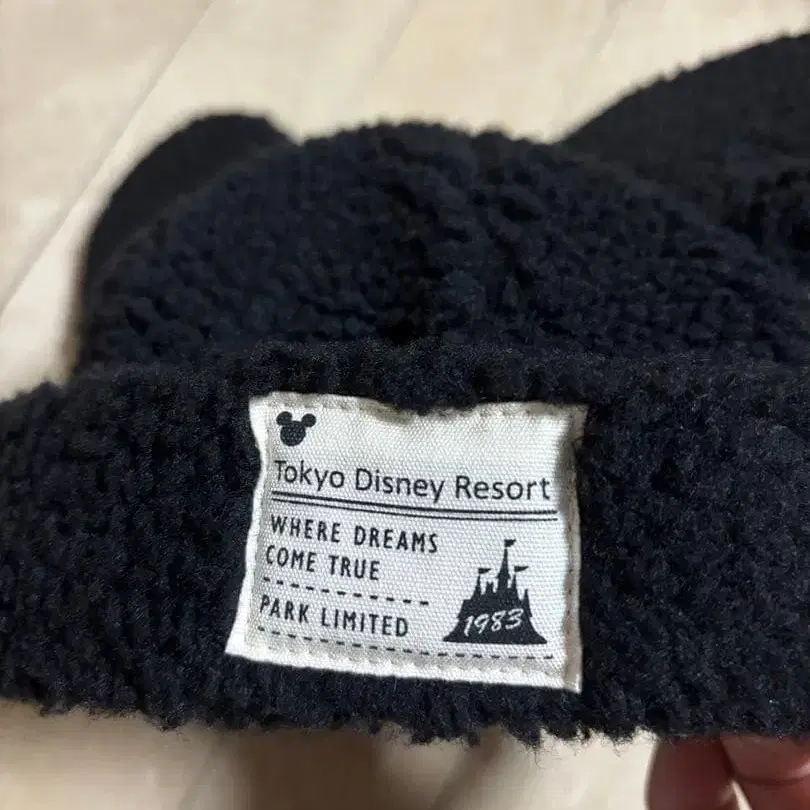 Tokyo Disney Resort
WHERE DREAMS
COME TRUE
PARK LIMITED
1983